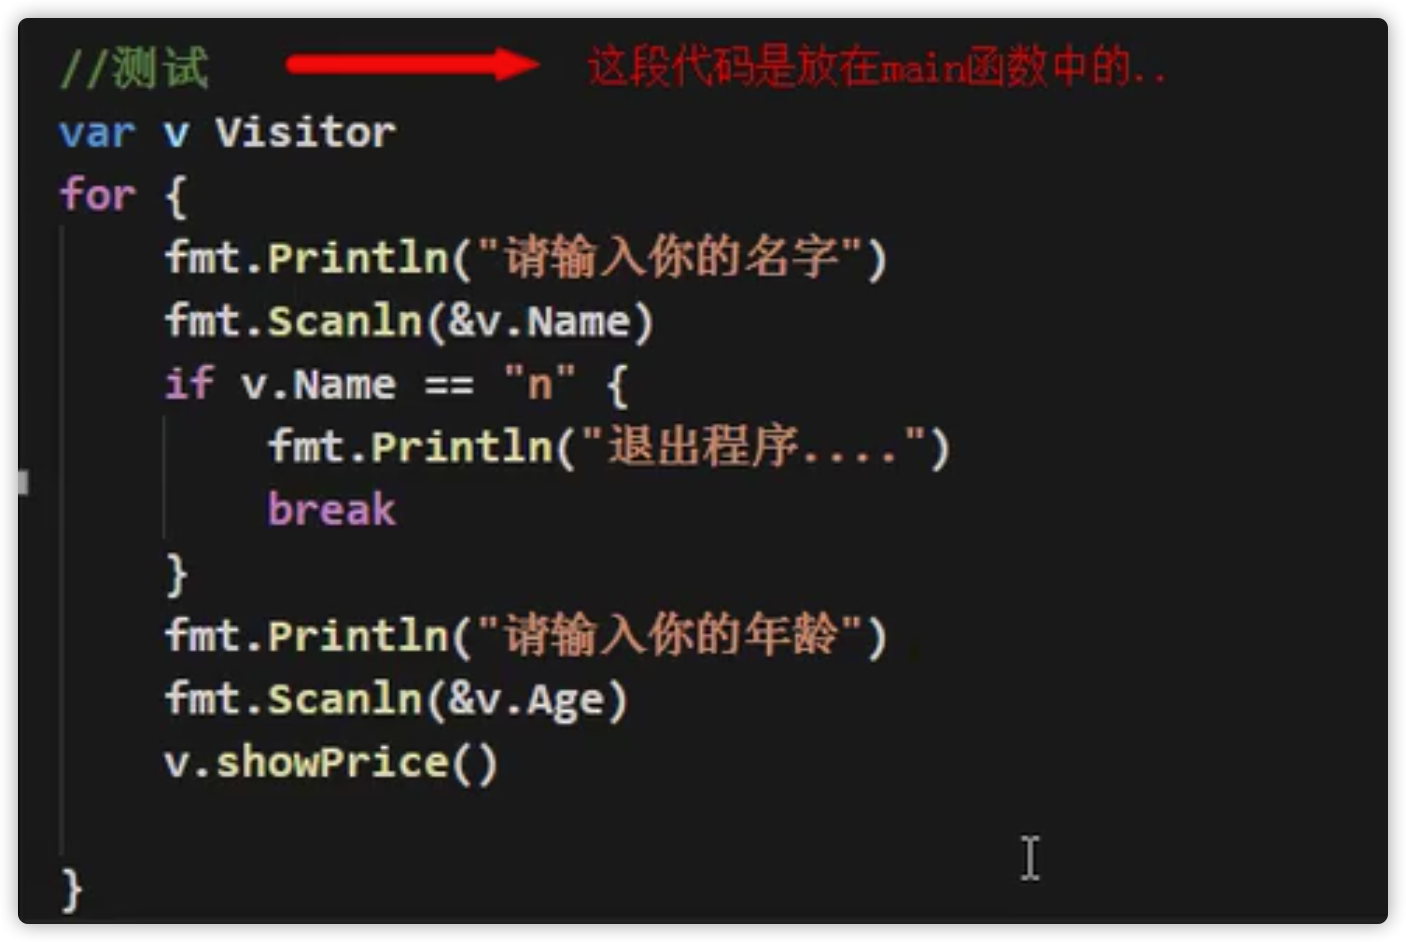 //测试 这段代码是放在main函数中的..
var v Visitor
for {
fmt.Println("请输入你的名字")
fmt.Scanln(&v.Name)
if v.Name == "n" {
fmt.Println("退出程序....")
break
}
fmt.Println("请输入你的年龄")
fmt.Scanln(&v.Age)
v.showPrice()
}